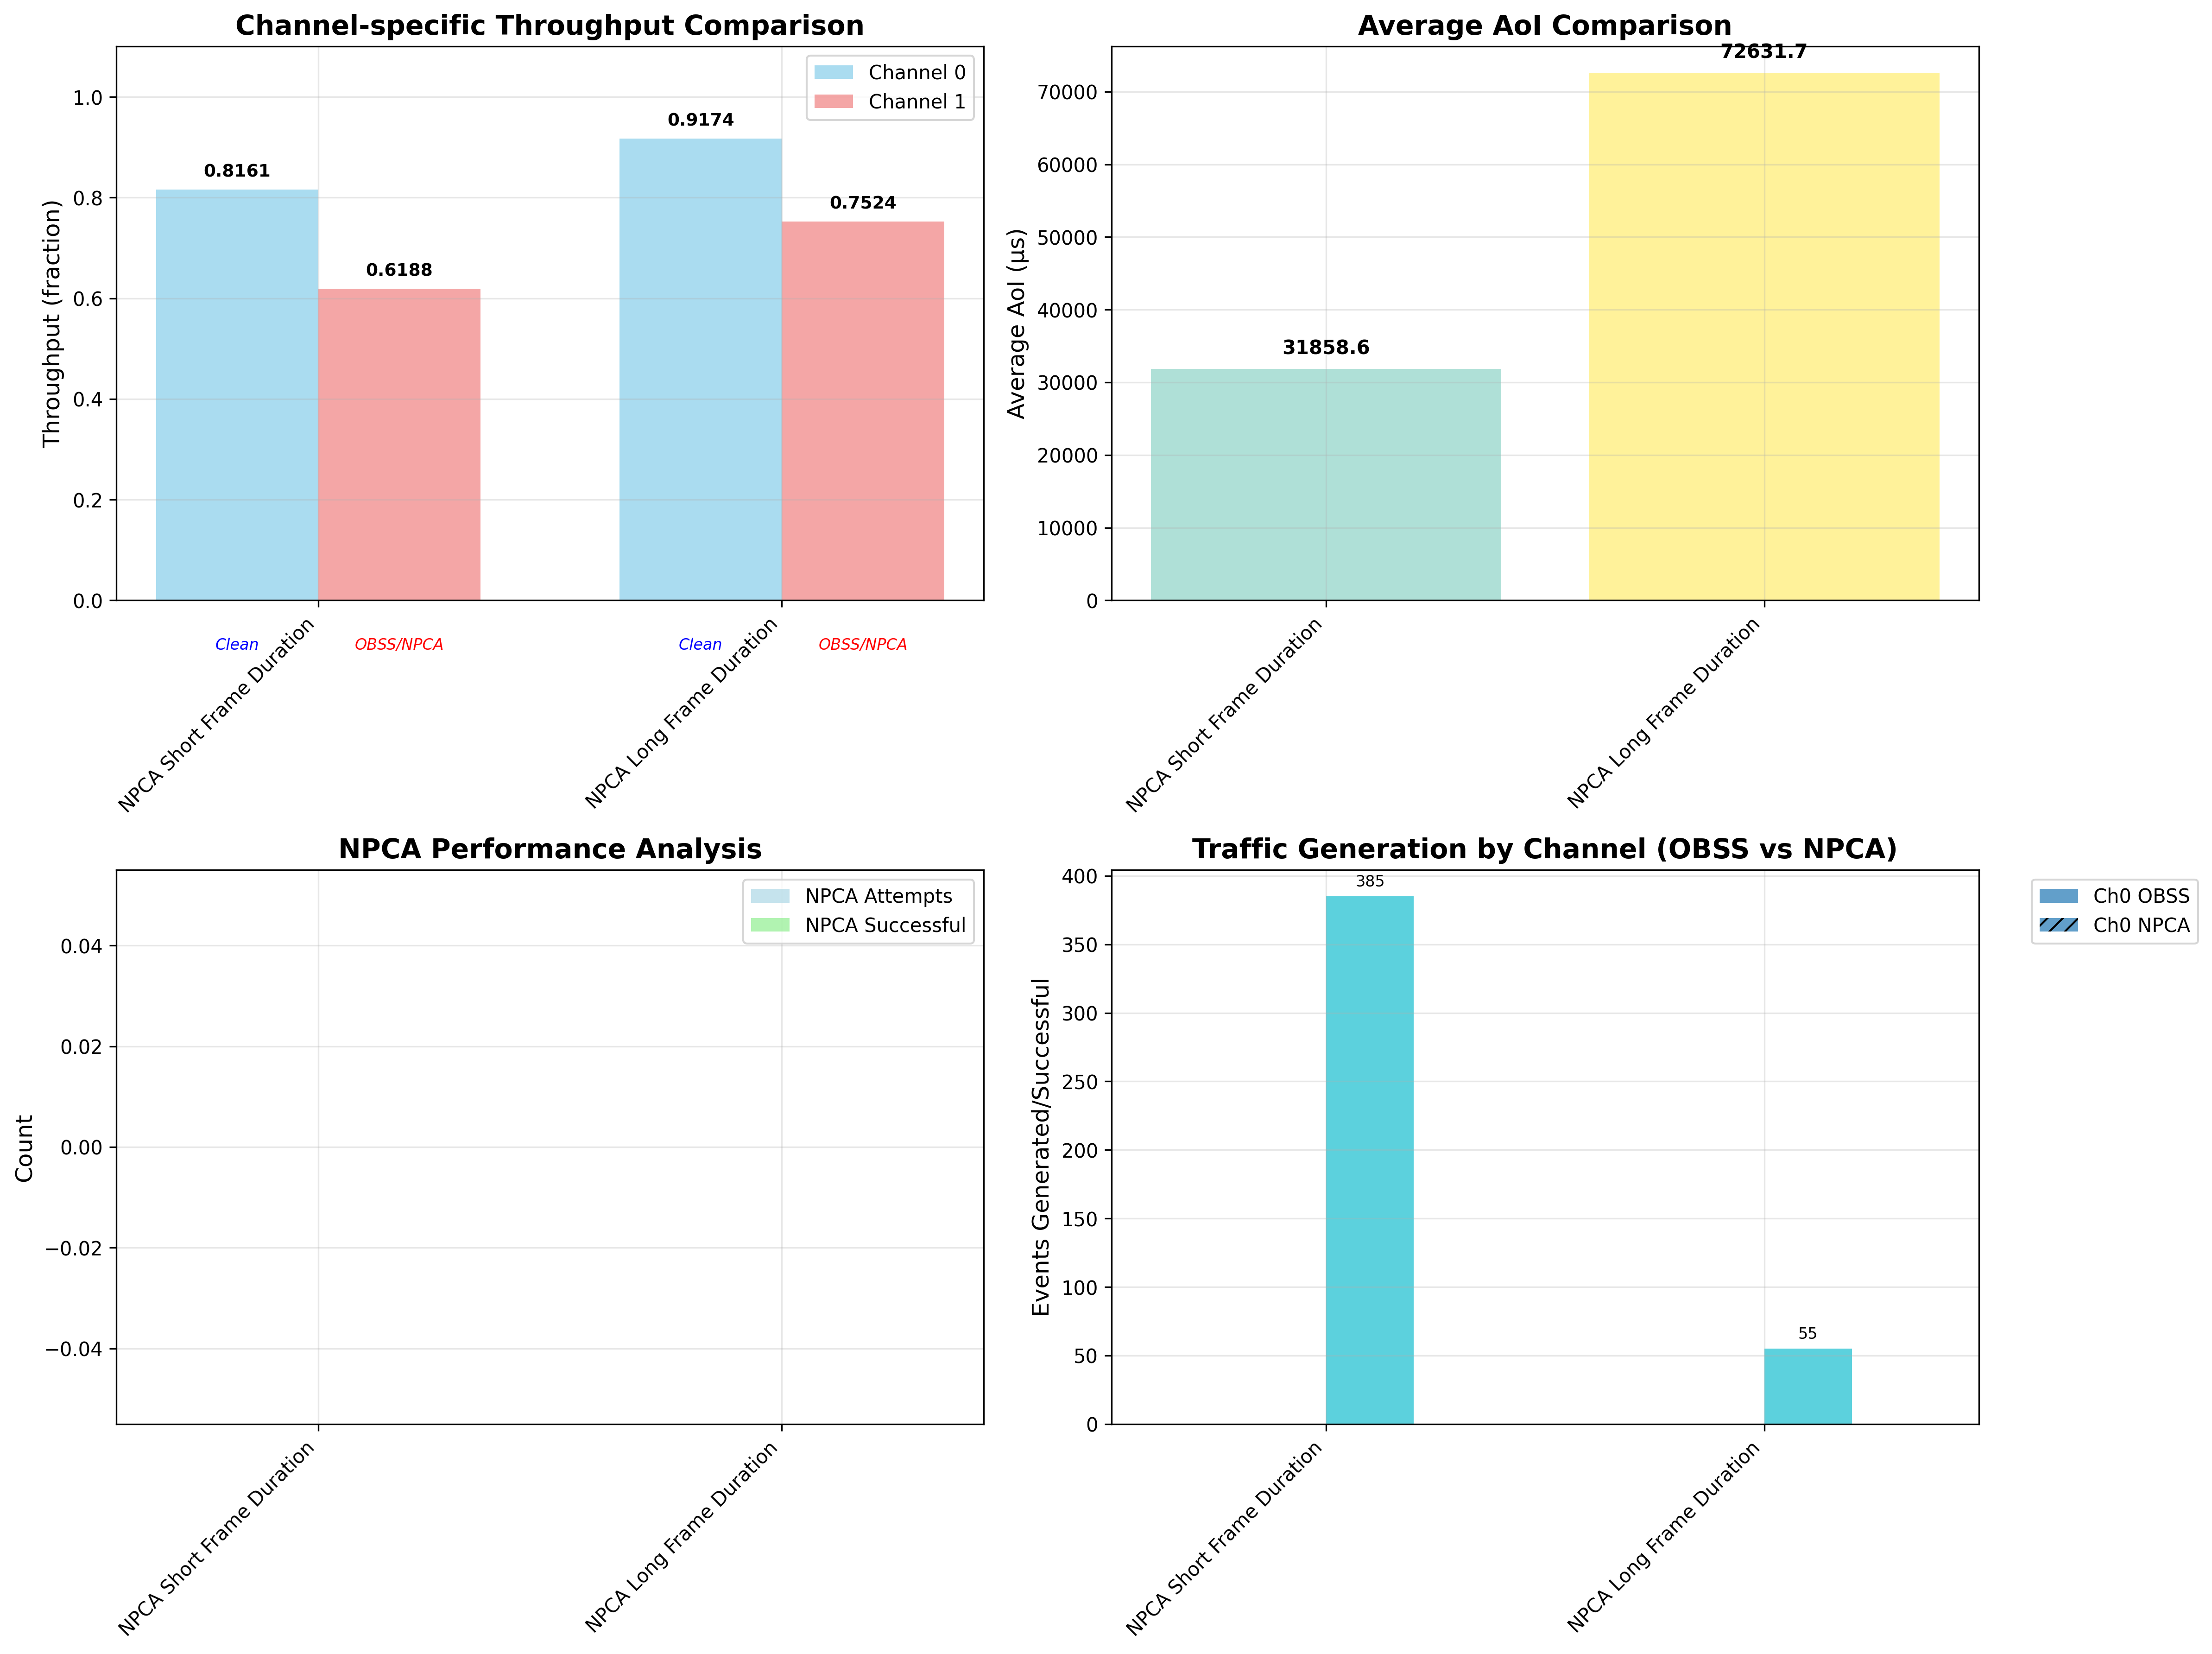 Channel-specific Throughput Comparison
Throughput (fraction)
1.0
0.8
0.6
0.4
0.2
0.0
Channel 0
Channel 1
0.8161
0.6188
0.9174
0.7524
Clean
OBSS/NPCA
Clean
OBSS/NPCA
NPCA Short Frame Duration
NPCA Long Frame Duration
Average AoI Comparison
Average AoI (μs)
70000
60000
50000
40000
30000
20000
10000
0
31858.6
72631.7
NPCA Short Frame Duration
NPCA Long Frame Duration
NPCA Performance Analysis
Count
0.04
0.02
0.00
−0.02
−0.04
NPCA Attempts
NPCA Successful
NPCA Short Frame Duration
NPCA Long Frame Duration
Traffic Generation by Channel (OBSS vs NPCA)
Events Generated/Successful
400
350
300
250
200
150
100
50
0
385
55
Ch0 OBSS
Ch0 NPCA
NPCA Short Frame Duration
NPCA Long Frame Duration